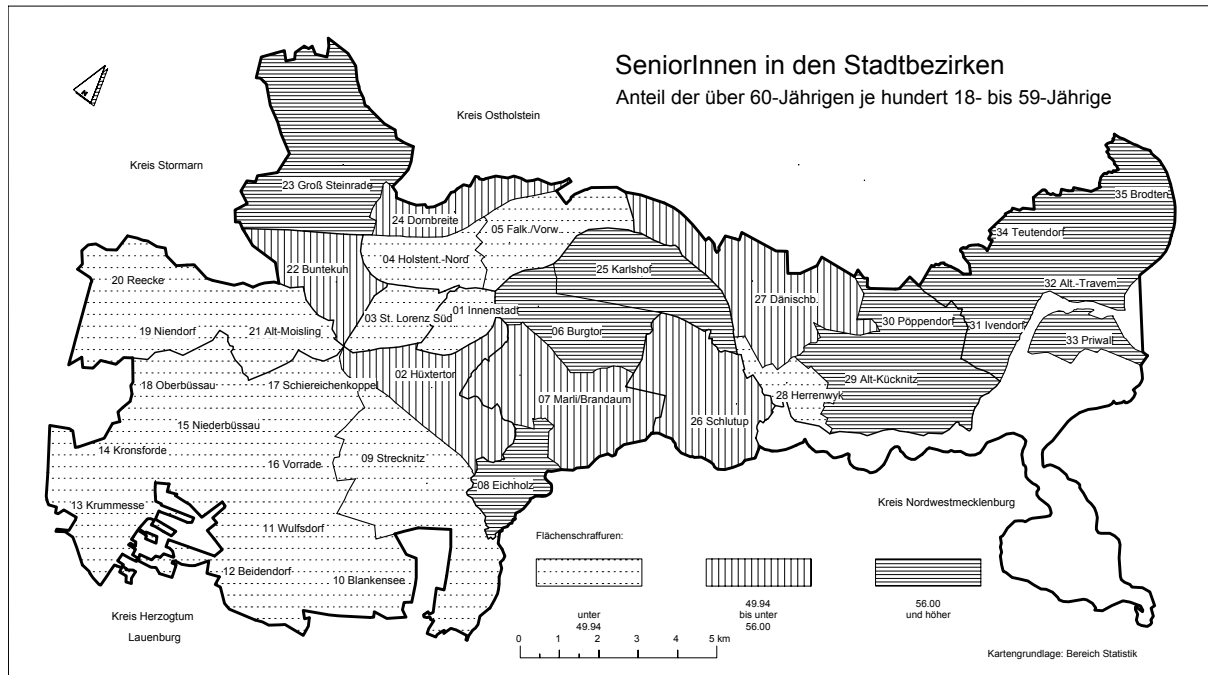 SeniorInnen in den Stadtbezirken
Anteil der über 60-Jährigen je hundert 18- bis 59-Jährige
N
Kreis Ostholstein
Kreis Stormarn
23 Groß Steinrade
35 Brodten
24 Dornbreite
05 Falk./Vorw.
34 Teutendorf
04 Holstent.-Nord
22 Buntekuh
25 Karlshof
20 Reecke
32 Alt.-Travem.
27 Dänischb.
03 St. Lorenz Süd
01 Innenstadt
30 Pöppendorf
31 Ivendorf
19 Niendorf
21 Alt-Moisling
06 Burgtor
33 Priwall
02 Hüxtertor
29 Alt-Kücknitz
18 Oberbüssau
17 Schiereichenkoppel
07 Marli/Brandaum
28 Herrenwyk
15 Niederbüssau
26 Schlutup
14 Kronsforde
16 Vorrade
09 Strecknitz
08 Eichholz
13 Krummesse
Kreis Nordwestmecklenburg
11 Wulfsdorf
12 Beidendorf
10 Blankensee
Kreis Herzogtum
Lauenburg
Flächenschraffuren:
unter
49.94
49.94
bis unter
56.00
56.00
und höher
0 1 2 3 4 5 km
Kartengrundlage: Bereich Statistik